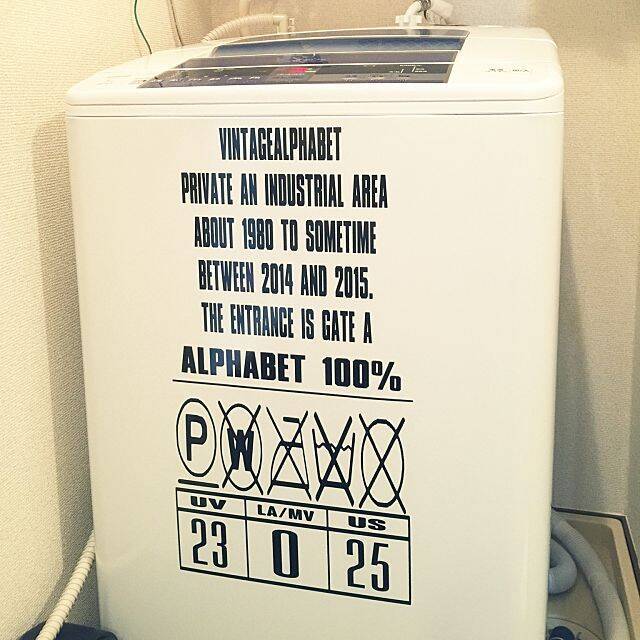 VINTAGEALPHABET
PRIVATE AN INDUSTRIAL AREA
ABOUT 1980 TO SOMETIME
BETWEEN 2014 AND 2015.
THE ENTRANCE IS GATE A
ALPHABET 100%
P W
UV LA/MV US
23 0 25